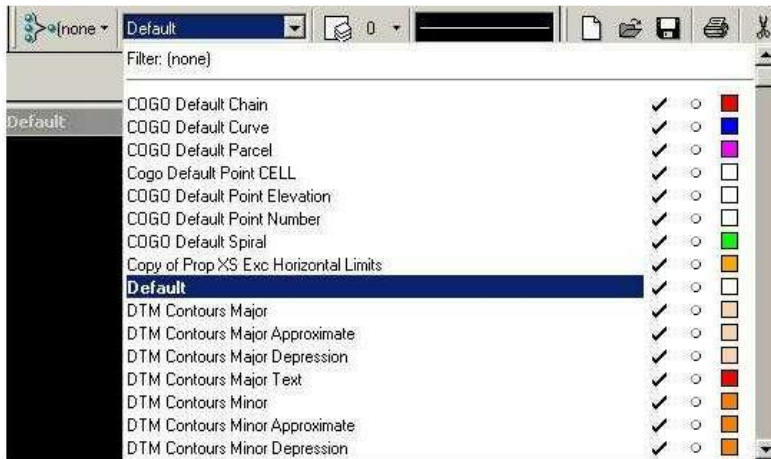 (none
Default
0
Filter: (none)
Default
COGO Default Chain
COGO Default Curve
COGO Default Parcel
Cogo Default Point CELL
COGO Default Point Elevation
COGO Default Point Number
COGO Default Spiral
Copy of Prop XS Exc Horizontal Limits
Default
DTM Contours Major
DTM Contours Major Approximate
DTM Contours Major Depression
DTM Contours Major Text
DTM Contours Minor
DTM Contours Minor Approximate
DTM Contours Minor Depression